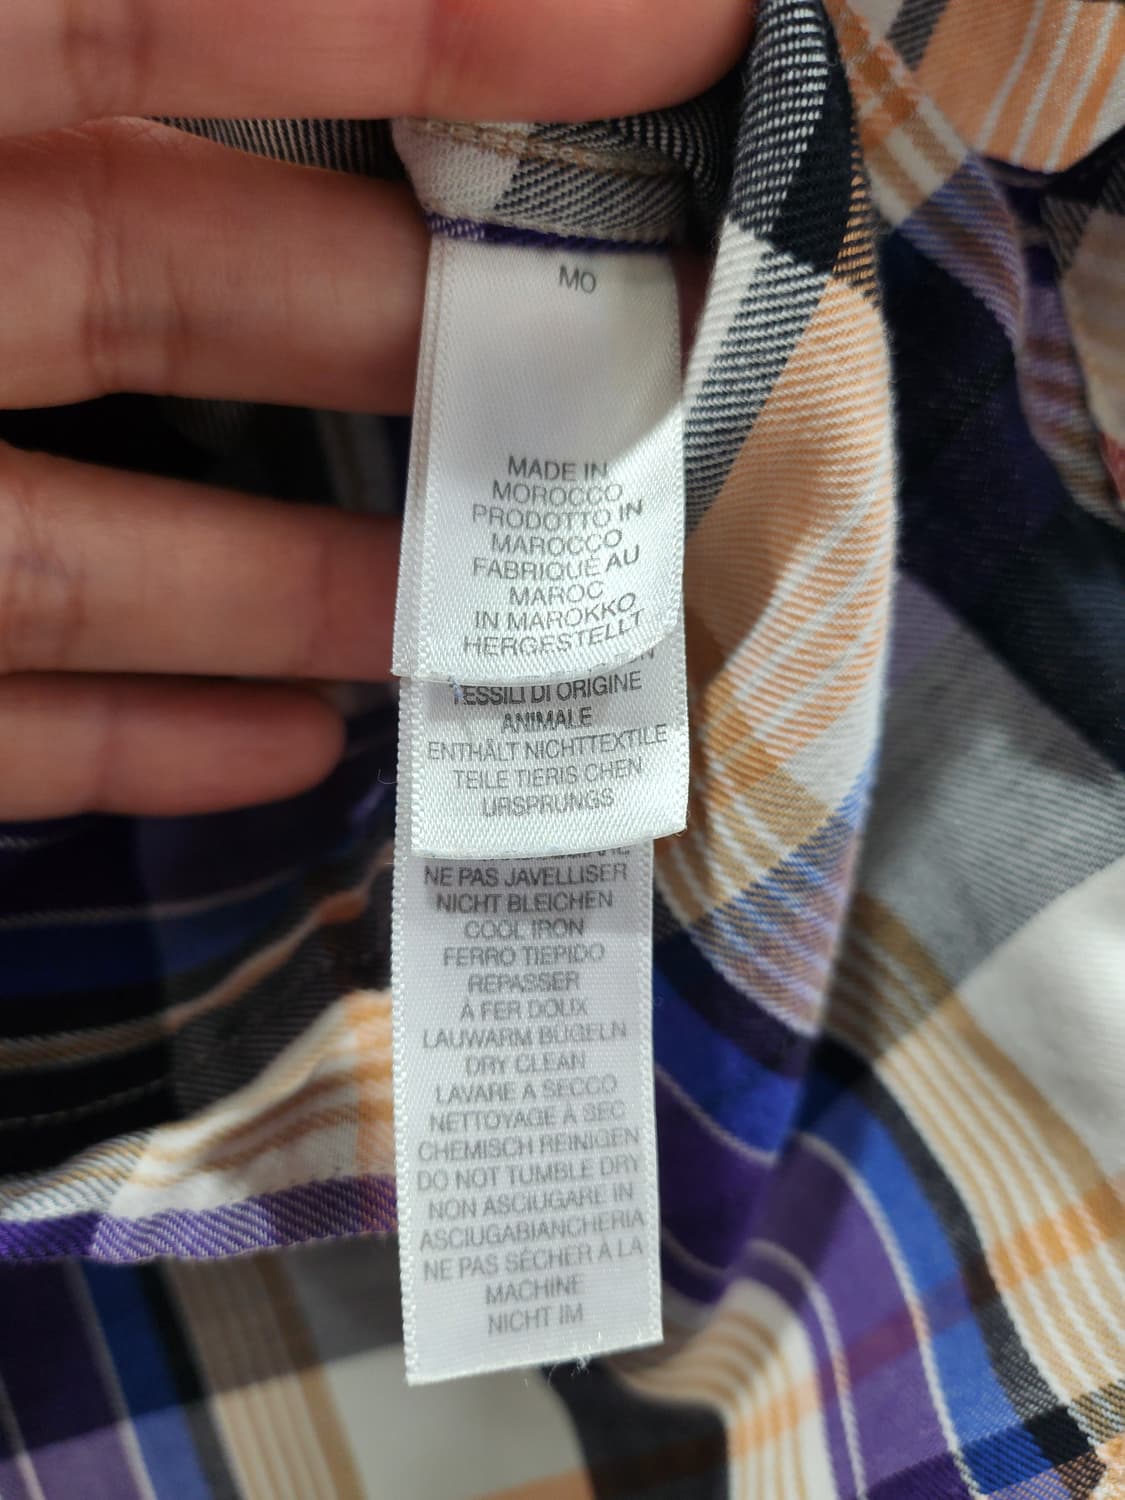 MO
MADE IN
MOROCCO
PRODOTTO IN
MAROCCO
FABRIQUÉ AU
MAROC
IN MAROKKO
HERGESTELLT
TESSILI DI ORIGINE
ANIMALE
ENTHÄLT NICHTTEXTILE
TEILE TIERIS CHEN
URSPRUNGS
NE PAS JAVELLISER
NICHT BLEICHEN
COOL IRON
FERRO TIEPIDO
REPASSER
À FER DOUX
LAUWARM BÜGELN
DRY CLEAN
LAVARE A SECCO
NETTOYAGE À SEC
CHEMISCH REINIGEN
DO NOT TUMBLE DRY
NON ASCIUGARE IN
ASCIUGABIANCHERIA
NE PAS SÉCHER À LA
MACHINE
NICHT IM